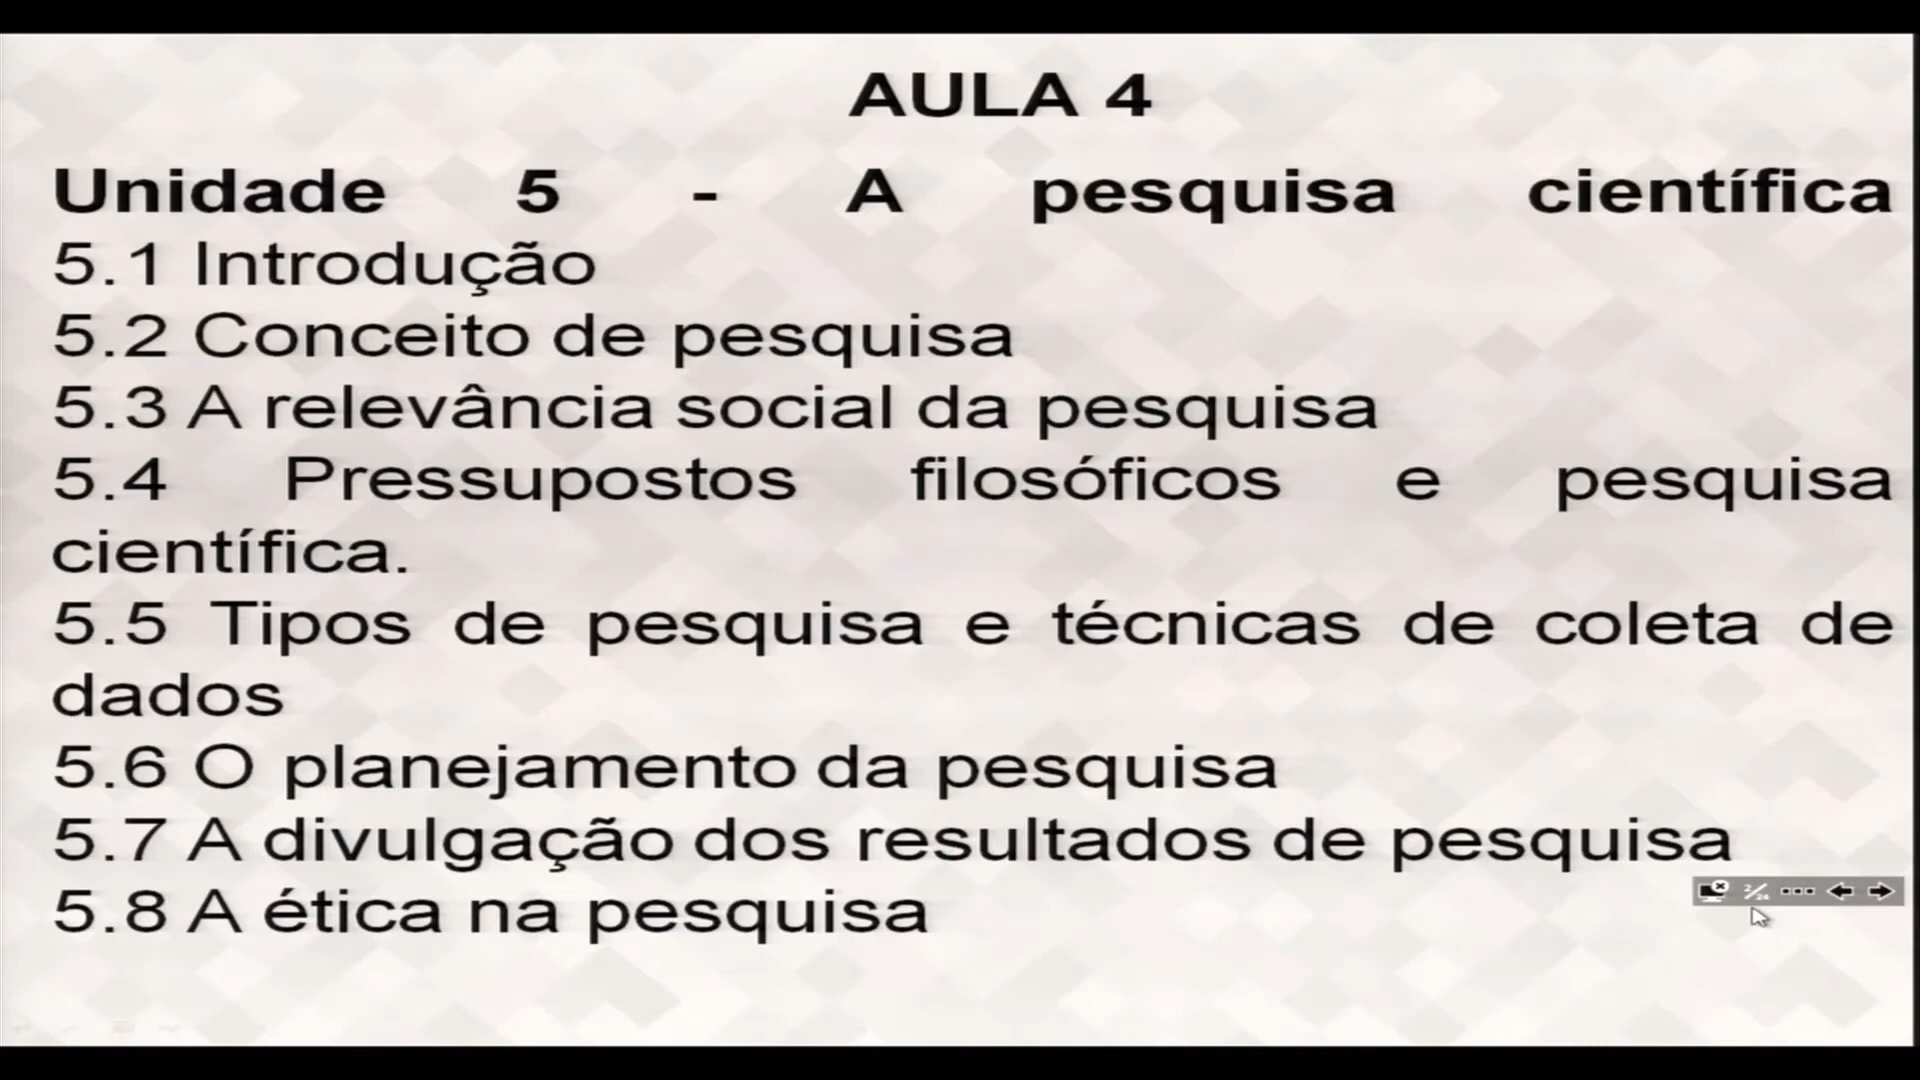 AULA 4
Unidade 5 - A pesquisa científica
5.1 Introdução
5.2 Conceito de pesquisa
5.3 A relevância social da pesquisa
5.4 Pressupostos filosóficos e pesquisa
científica.
5.5 Tipos de pesquisa e técnicas de coleta de
dados
5.6 O planejamento da pesquisa
5.7 A divulgação dos resultados de pesquisa
5.8 A ética na pesquisa
2/24